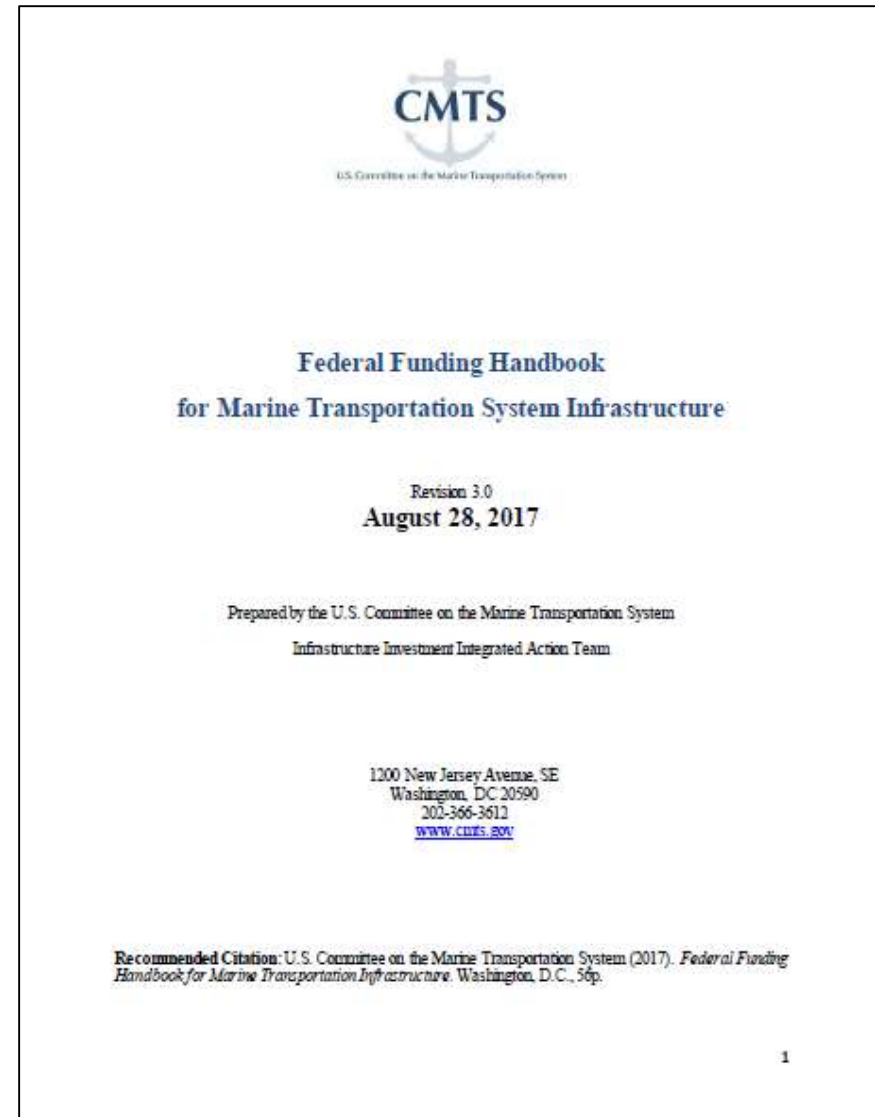 CMTS
U.S. Committee on the Marine Transportation System
Federal Funding Handbook
for Marine Transportation System Infrastructure
Revision 3.0
August 28, 2017
Prepared by the U.S. Committee on the Marine Transportation System
Infrastructure Investment Integrated Action Team
1200 New Jersey Avenue, SE
Washington, DC 20590
202-366-3612
www.cmts.gov
Recommended Citation: U.S. Committee on the Marine Transportation System (2017). Federal Funding
Handbook for Marine Transportation Infrastructure. Washington, D.C., 56p.
1